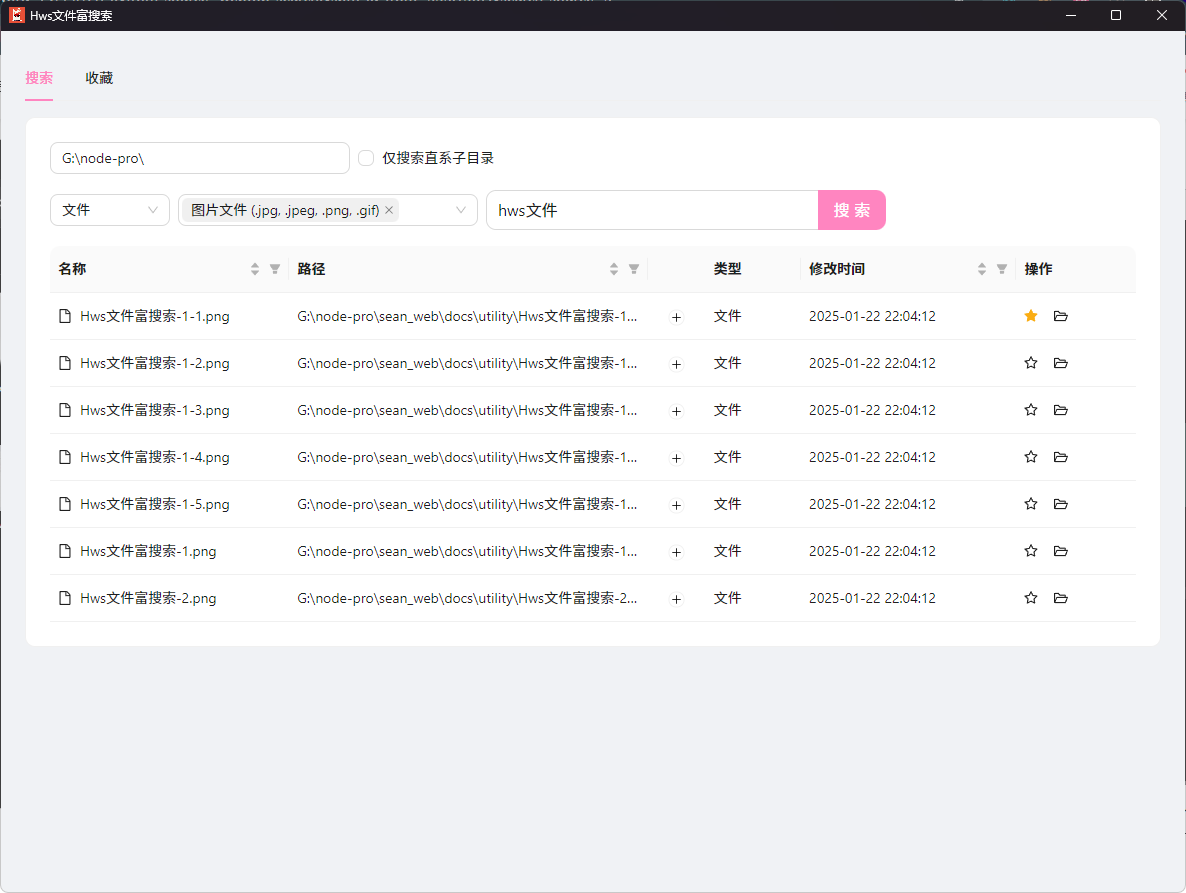 Hws文件富搜索
搜索 收藏
G:\node-pro\ 仅搜索直系子目录
文件 图片文件 (.jpg, .jpeg, .png, .gif) hws文件 搜 索
名称 路径 类型 修改时间 操作
Hws文件富搜索-1-1.png G:\node-pro\sean_web\docs\utility\Hws文件富搜索-1... + 文件 2025-01-22 22:04:12
Hws文件富搜索-1-2.png G:\node-pro\sean_web\docs\utility\Hws文件富搜索-1... + 文件 2025-01-22 22:04:12
Hws文件富搜索-1-3.png G:\node-pro\sean_web\docs\utility\Hws文件富搜索-1... + 文件 2025-01-22 22:04:12
Hws文件富搜索-1-4.png G:\node-pro\sean_web\docs\utility\Hws文件富搜索-1... + 文件 2025-01-22 22:04:12
Hws文件富搜索-1-5.png G:\node-pro\sean_web\docs\utility\Hws文件富搜索-1... + 文件 2025-01-22 22:04:12
Hws文件富搜索-1.png G:\node-pro\sean_web\docs\utility\Hws文件富搜索-1... + 文件 2025-01-22 22:04:12
Hws文件富搜索-2.png G:\node-pro\sean_web\docs\utility\Hws文件富搜索-2... + 文件 2025-01-22 22:04:12